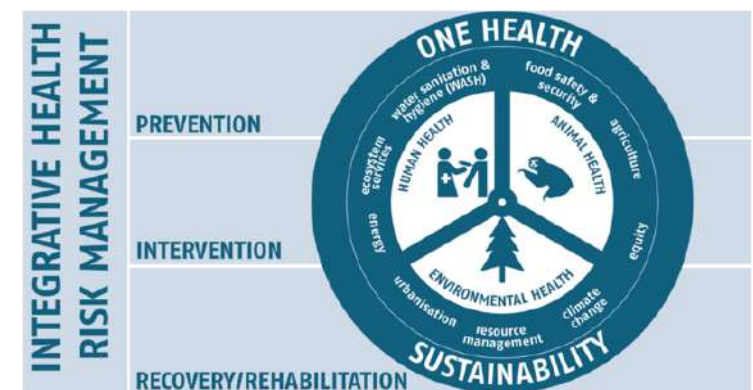 INTEGRATIVE HEALTH
RISK MANAGEMENT
PREVENTION
INTERVENTION
RECOVERY/REHABILITATION
ONE HEALTH
water sanitation &
hygiene (WASH)
food safety &
security
agriculture
equity
climate
change
resource
management
urbanisation
energy
ecosystem
services
HUMAN HEALTH
ANIMAL HEALTH
ENVIRONMENTAL HEALTH
SUSTAINABILITY